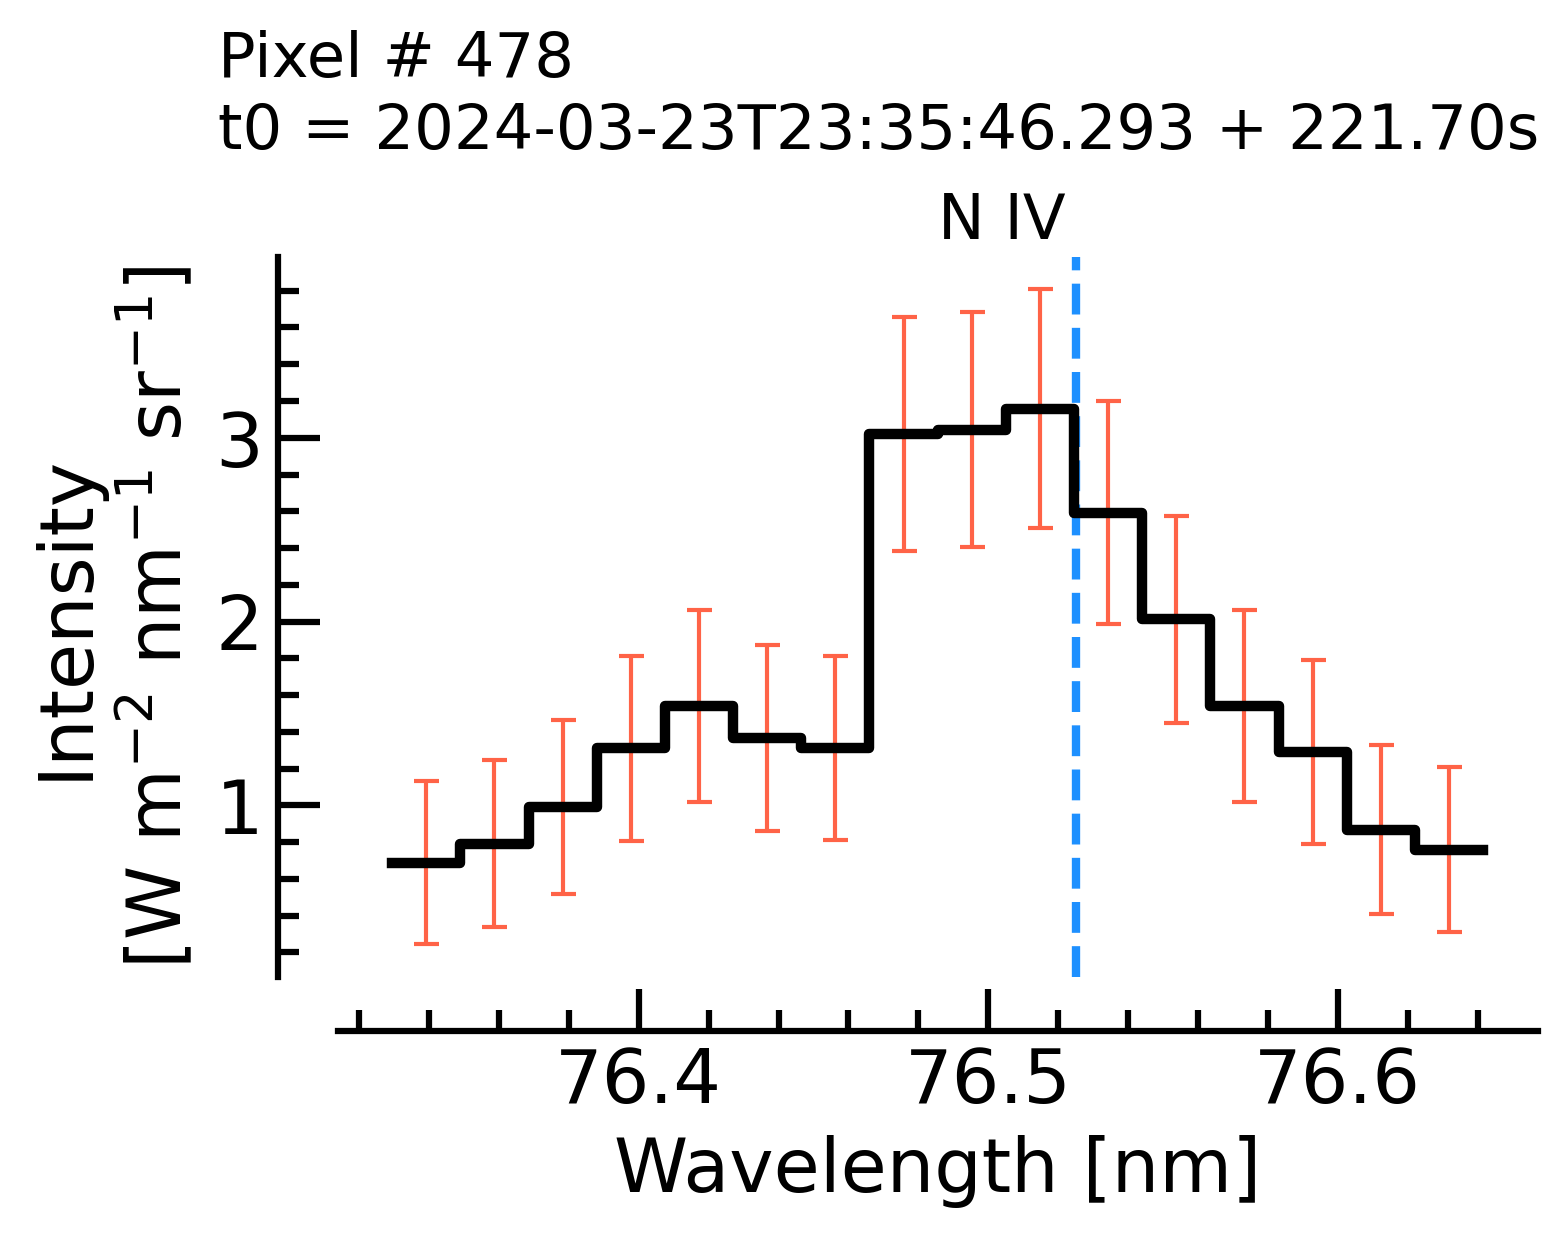 Pixel # 478
t0 = 2024-03-23T23:35:46.293 + 221.70s
N IV
Intensity
[W m⁻² nm⁻¹ sr⁻¹]
3
2
1
76.4 76.5 76.6
Wavelength [nm]